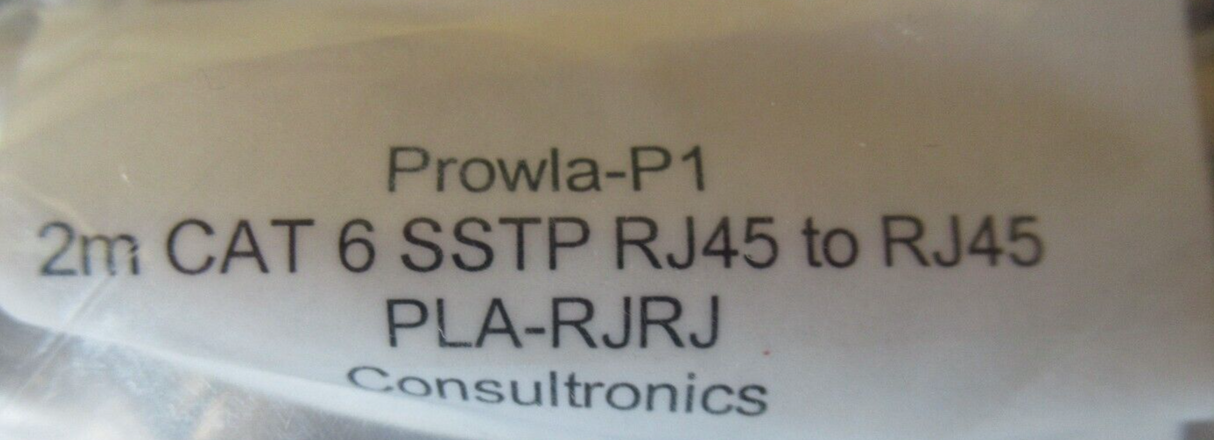 Prowla-P1
2m CAT 6 SSTP RJ45 to RJ45
PLA-RJRJ
Consultronics